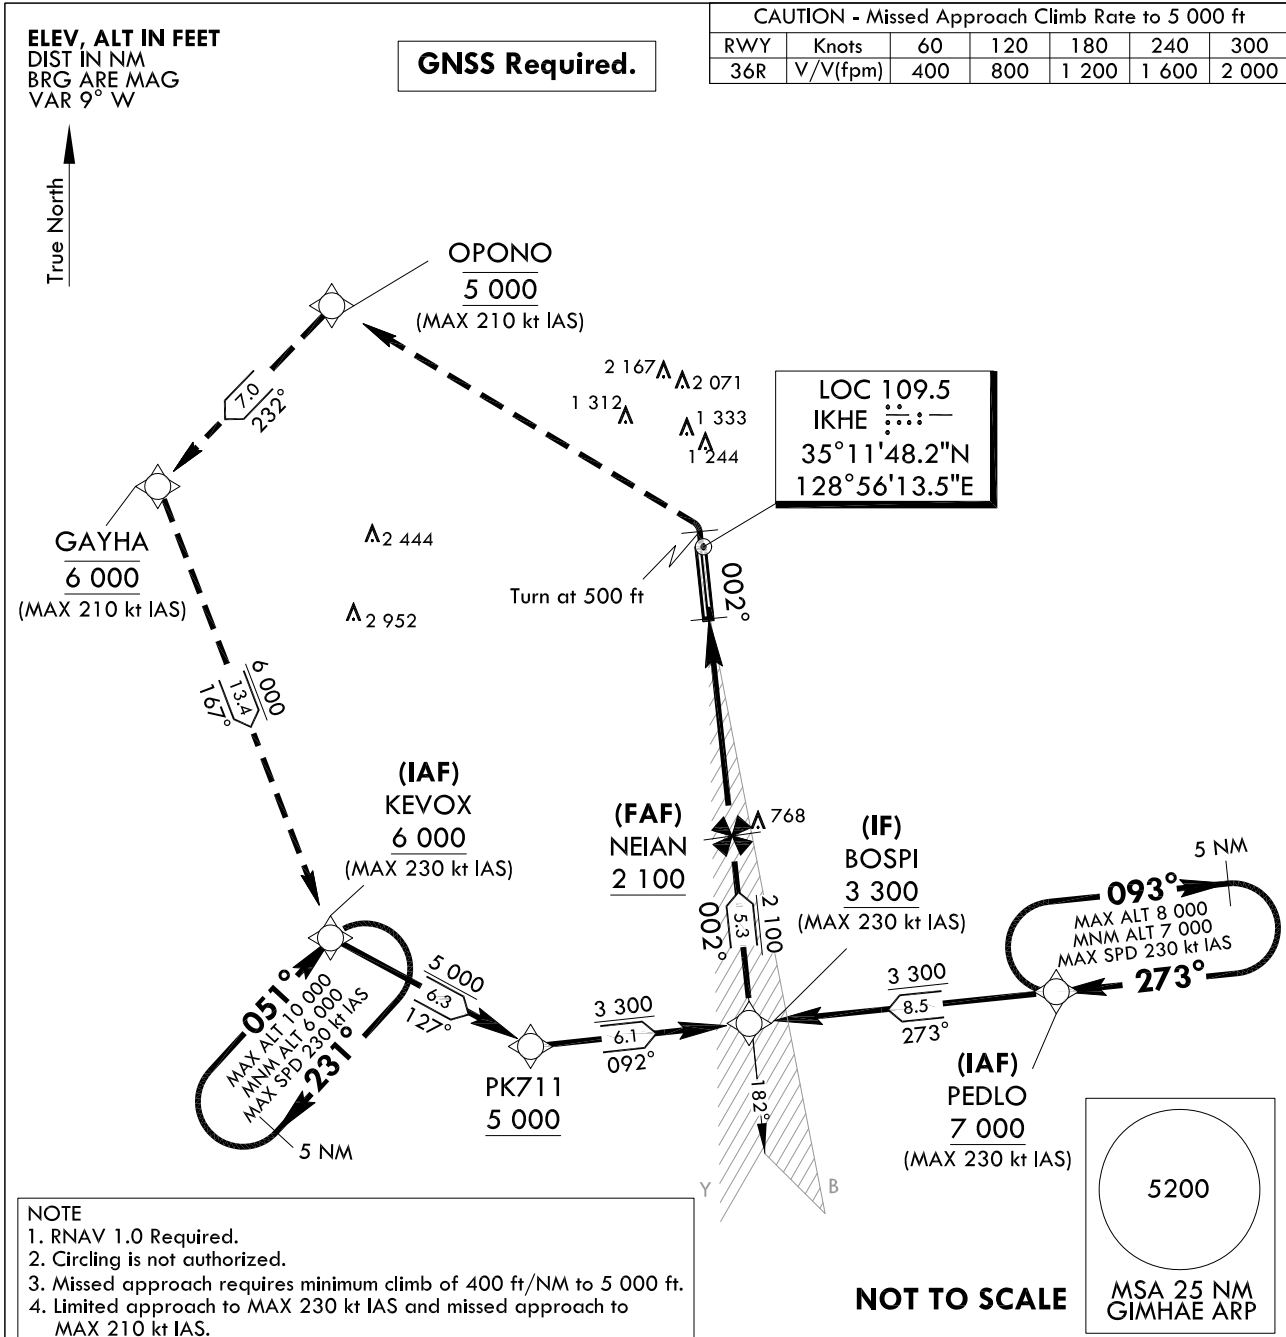 ELEV, ALT IN FEET
DIST IN NM
BRG ARE MAG
VAR 9° W
True North
GNSS Required.
CAUTION - Missed Approach Climb Rate to 5 000 ft
RWY Knots 60 120 180 240 300
36R V/V(fpm) 400 800 1 200 1 600 2 000
OPONO
5 000
(MAX 210 kt IAS)
7.0
232°
2 167
2 071
1 312
1 333
1 244
LOC 109.5
IKHE
35°11'48.2"N
128°56'13.5"E
GAYHA
6 000
(MAX 210 kt IAS)
2 444
2 952
Turn at 500 ft
002°
6 000
13.4
167°
(IAF)
KEVOX
6 000
(MAX 230 kt IAS)
(FAF)
NEIAN
2 100
768
(IF)
BOSPI
3 300
(MAX 230 kt IAS)
2 100
5.3
002°
5 NM
093°
MAX ALT 8 000
MNM ALT 7 000
MAX SPD 230 kt IAS
273°
051°
MAX ALT 10 000
MNM ALT 6 000
MAX SPD 230 kt IAS
231°
5 NM
5 000
6.3
127°
3 300
6.1
092°
3 300
8.5
273°
PK711
5 000
182°
(IAF)
PEDLO
7 000
(MAX 230 kt IAS)
Y
B
5200
MSA 25 NM
GIMHAE ARP
NOTE
1. RNAV 1.0 Required.
2. Circling is not authorized.
3. Missed approach requires minimum climb of 400 ft/NM to 5 000 ft.
4. Limited approach to MAX 230 kt IAS and missed approach to
MAX 210 kt IAS.
NOT TO SCALE